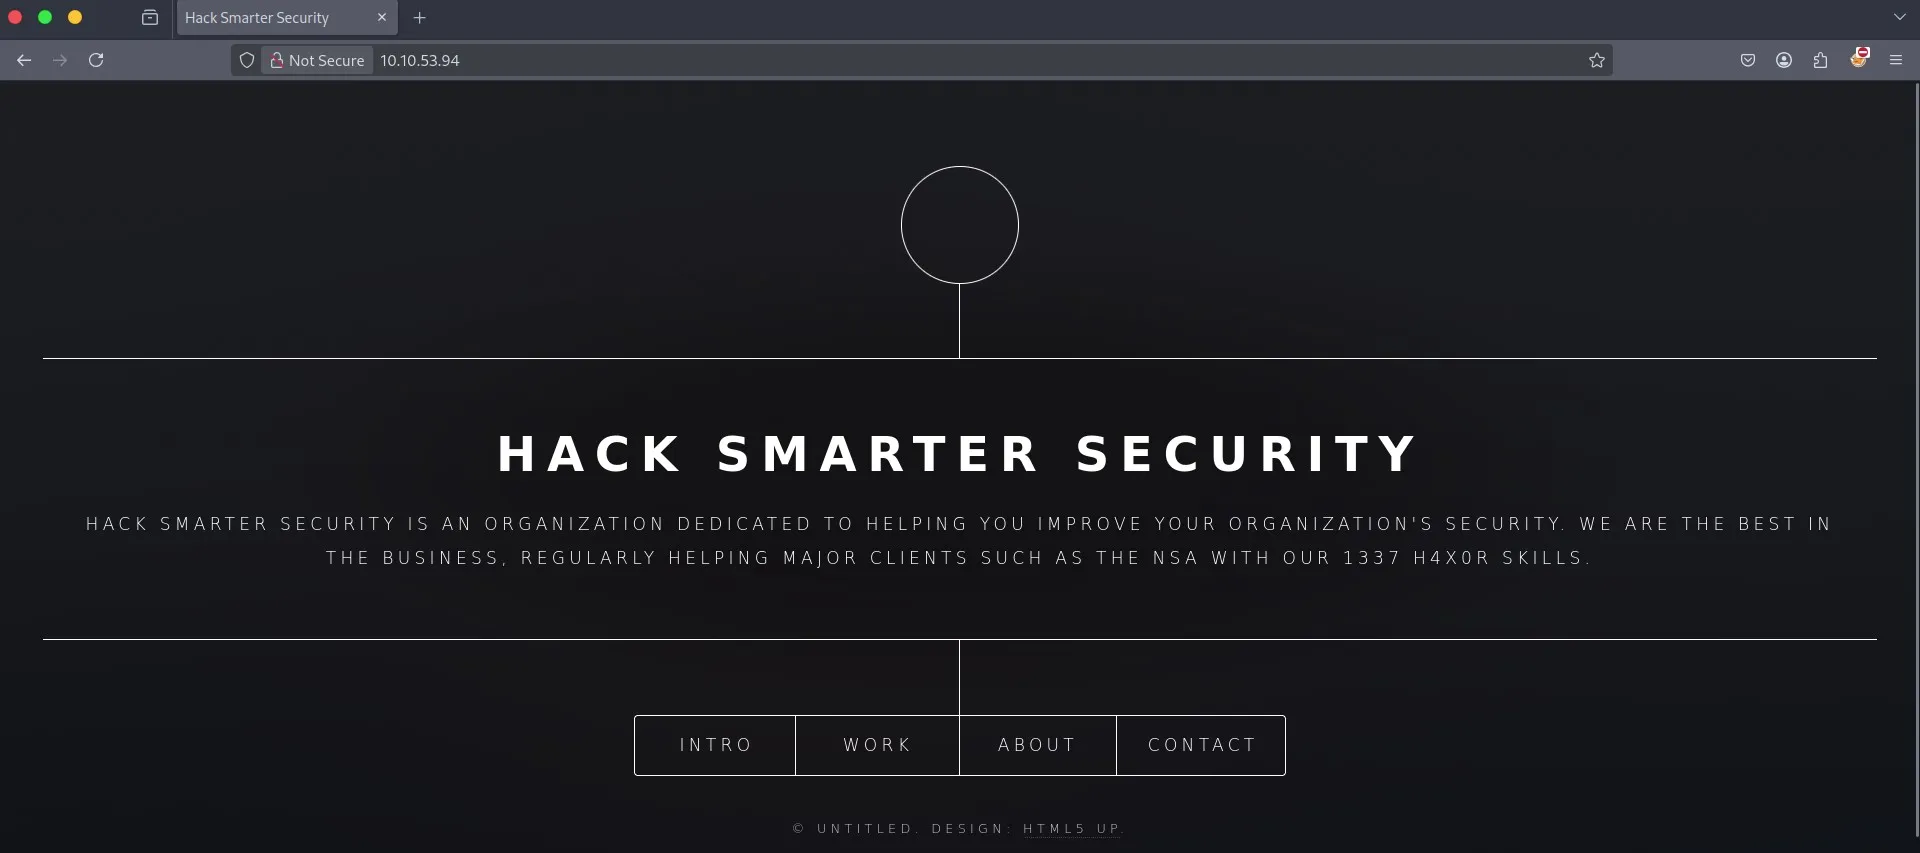 Hack Smarter Security
Not Secure 10.10.53.94
HACK SMARTER SECURITY
HACK SMARTER SECURITY IS AN ORGANIZATION DEDICATED TO HELPING YOU IMPROVE YOUR ORGANIZATION'S SECURITY. WE ARE THE BEST IN
THE BUSINESS, REGULARLY HELPING MAJOR CLIENTS SUCH AS THE NSA WITH OUR 1337 H4X0R SKILLS.
INTRO WORK ABOUT CONTACT
© UNTITLED. DESIGN: HTML5 UP.